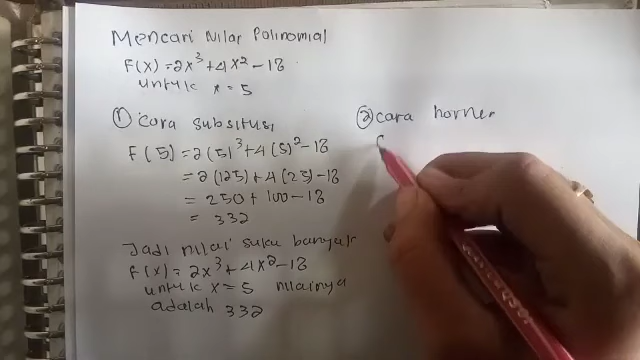 Mencari Nilai Polinomial
F(x) = 2x³ + 4x² - 18
untuk x = 5
① Cara Subsitusi
F(5) = 2(5)³ + 4(5)² - 18
= 2(125) + 4(25) - 18
= 250 + 100 - 18
= 332
Jadi nilai suku banyak
F(x) = 2x³ + 4x² - 18
untuk x = 5 nilainya
adalah 332
② cara horner